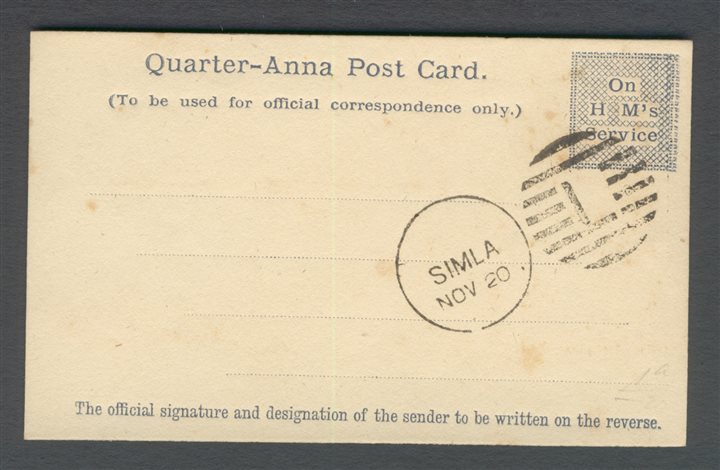 Quarter-Anna Post Card.
(To be used for official correspondence only.)
On
H M's
Service
L
SIMLA
NOV 20
The official signature and designation of the sender to be written on the reverse.